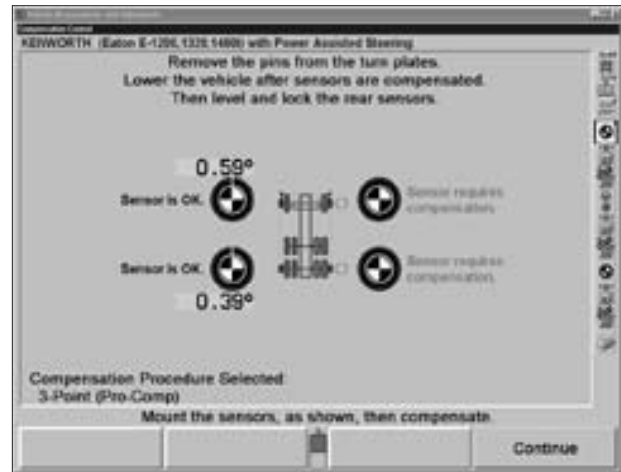 Compensation Control
KENWORTH (Eaton E-1200,1320,1460I) with Power Assisted Steering
Remove the pins from the turn plates.
Lower the vehicle after sensors are compensated.
Then level and lock the rear sensors.
0.59°
Sensor is OK.
Sensor requires
compensation.
Sensor is OK.
Sensor requires
compensation.
0.39°
Compensation Procedure Selected
3-Point (Pro-Comp)
Mount the sensors, as shown, then compensate.
Continue